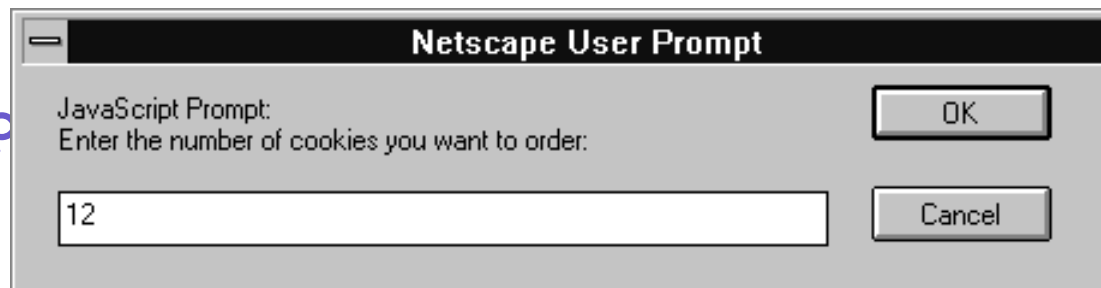 Netscape User Prompt
JavaScript Prompt:
Enter the number of cookies you want to order:
OK
12
Cancel